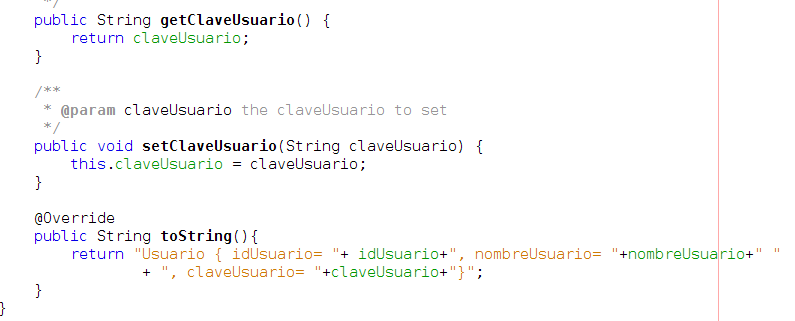 */
public String getClaveUsuario() {
return claveUsuario;
}
/**
* @param claveUsuario the claveUsuario to set
*/
public void setClaveUsuario(String claveUsuario) {
this.claveUsuario = claveUsuario;
}
@Override
public String toString(){
return "Usuario { idUsuario= "+ idUsuario+", nombreUsuario= "+nombreUsuario+" "
+ ", claveUsuario= "+claveUsuario+"}";
}
}